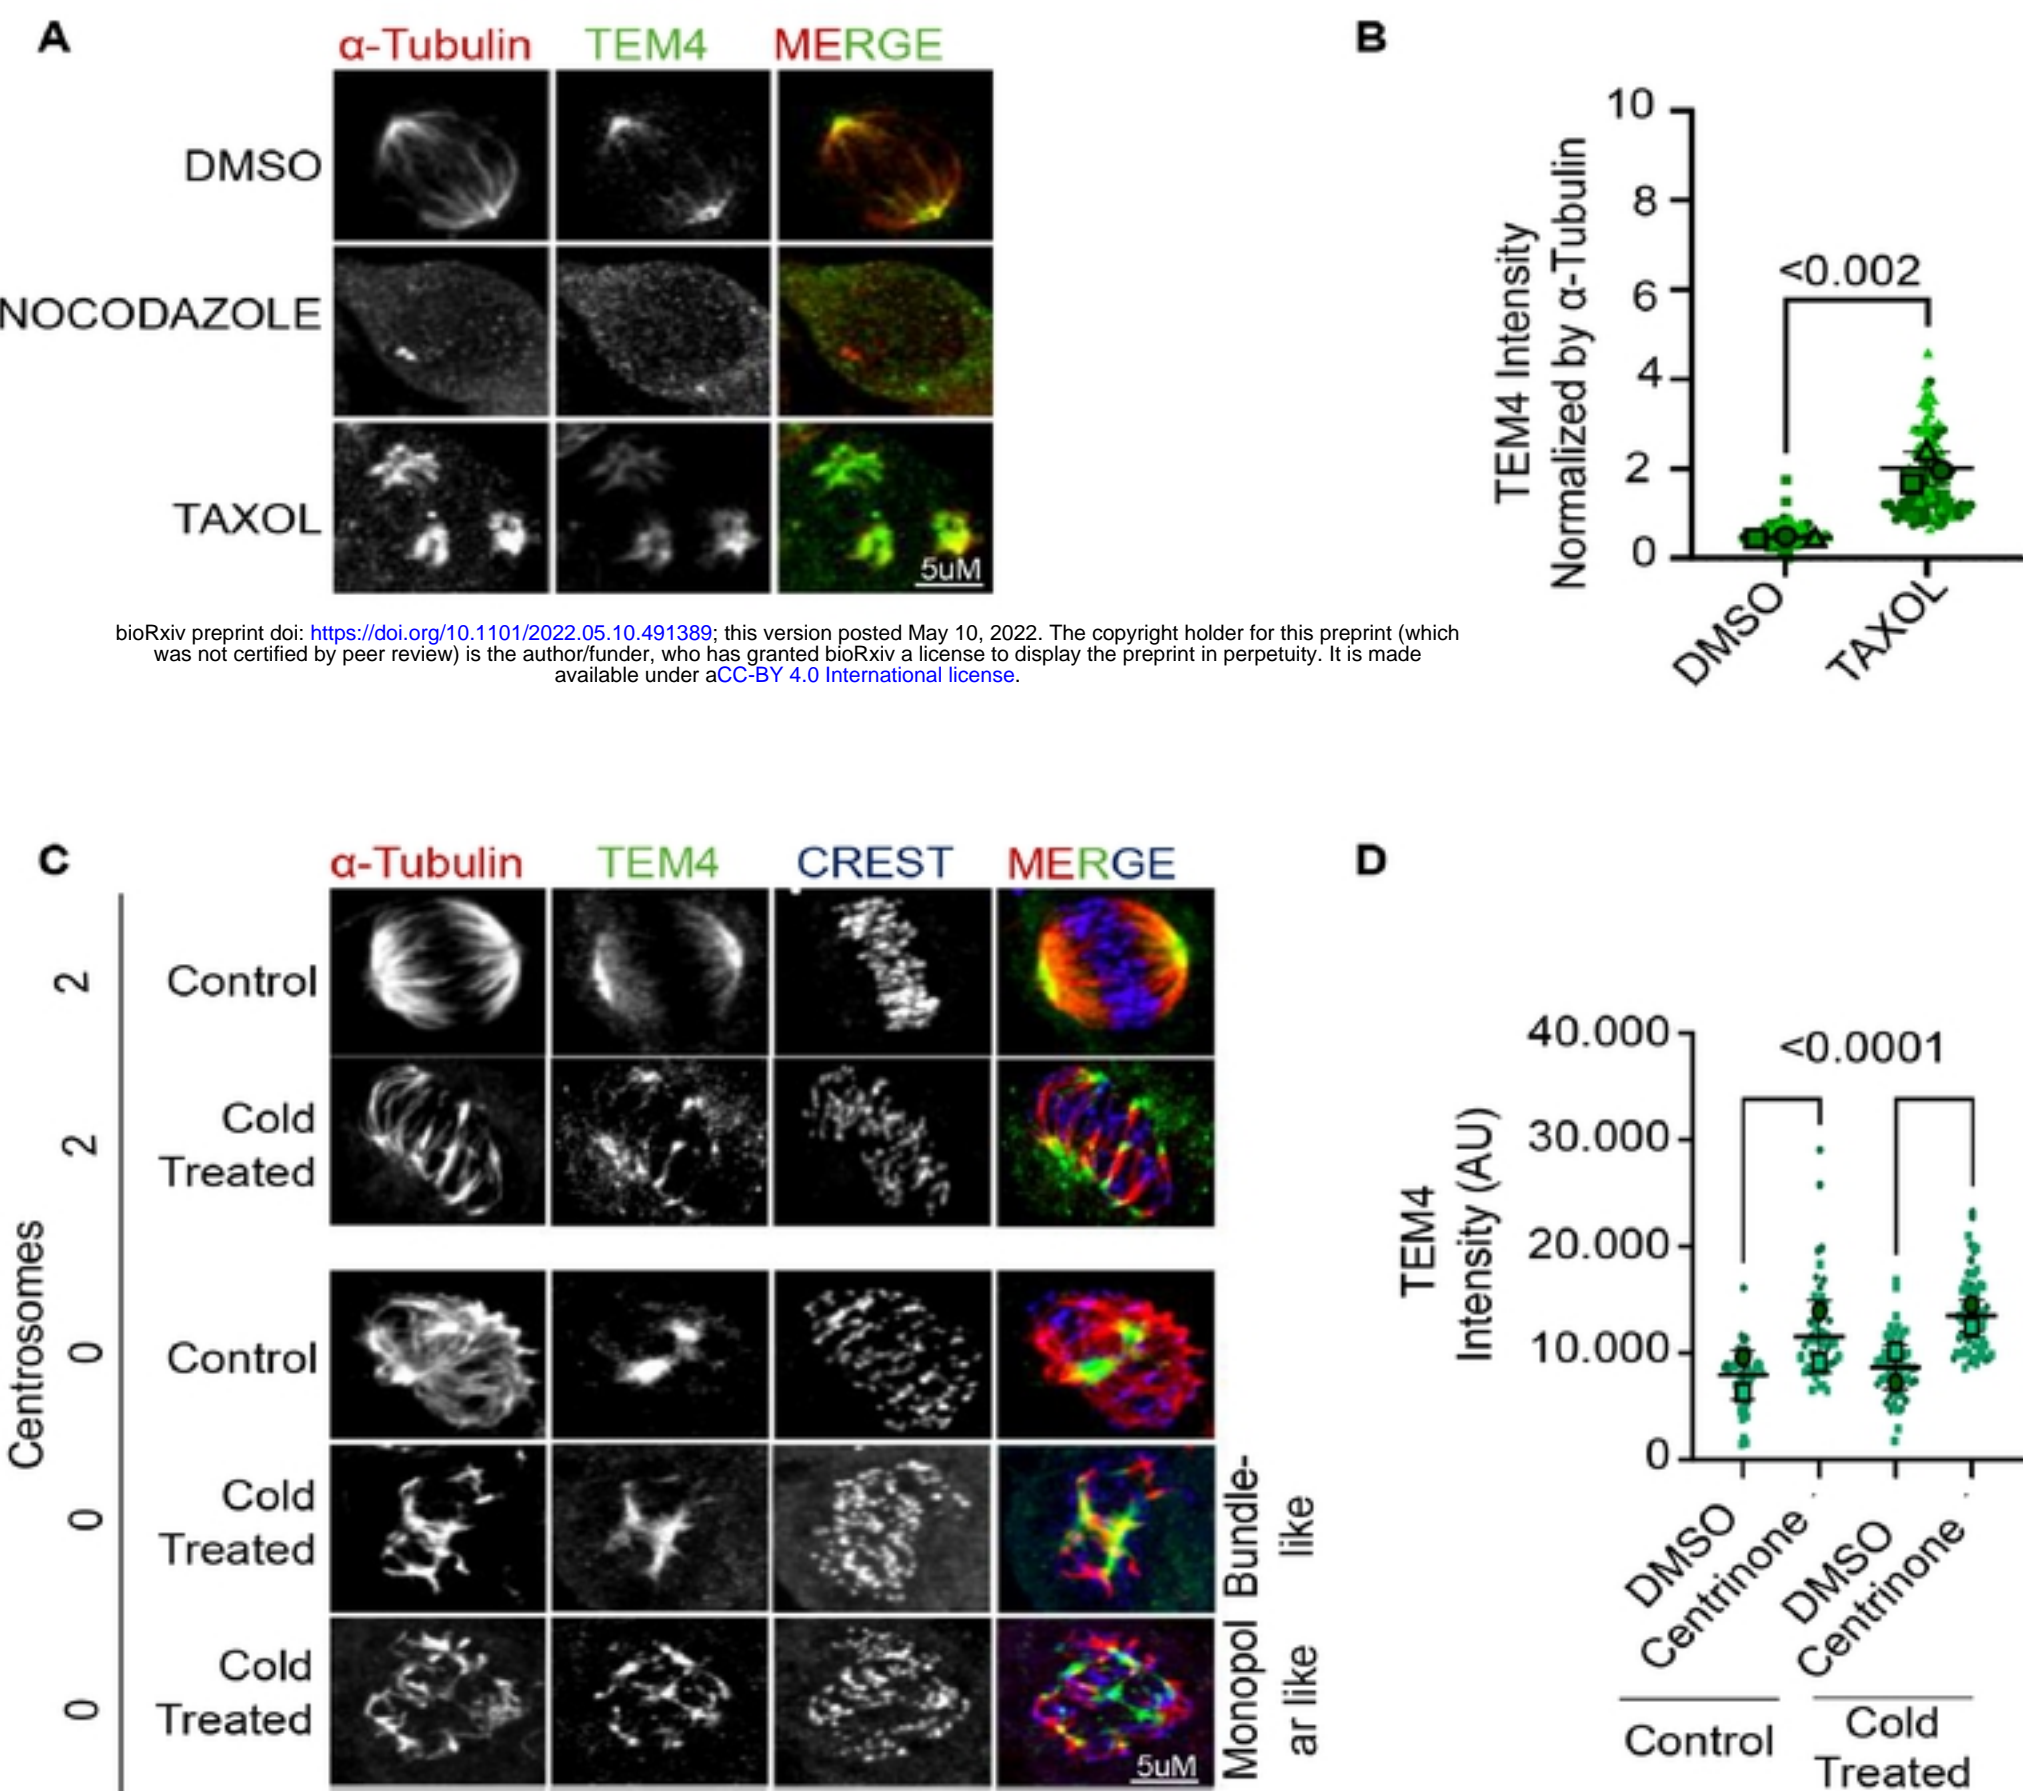 A
α-Tubulin TEM4 MERGE
DMSO
NOCODAZOLE
TAXOL
5uM
B
TEM4 Intensity
Normalized by α-Tubulin
10
8
6
4
2
0
<0.002
DMSO
TAXOL
bioRxiv preprint doi: https://doi.org/10.1101/2022.05.10.491389; this version posted May 10, 2022. The copyright holder for this preprint (which
was not certified by peer review) is the author/funder, who has granted bioRxiv a license to display the preprint in perpetuity. It is made
available under aCC-BY 4.0 International license.
C
α-Tubulin TEM4 CREST MERGE
Centrosomes
2
Control
2
Cold
Treated
0
Control
0
Cold
Treated
Bundle-
like
0
Cold
Treated
Monopol
ar like
5uM
D
TEM4
Intensity (AU)
40.000
30.000
20.000
10.000
0
<0.0001
DMSO
Centrinone
DMSO
Centrinone
Control
Cold
Treated